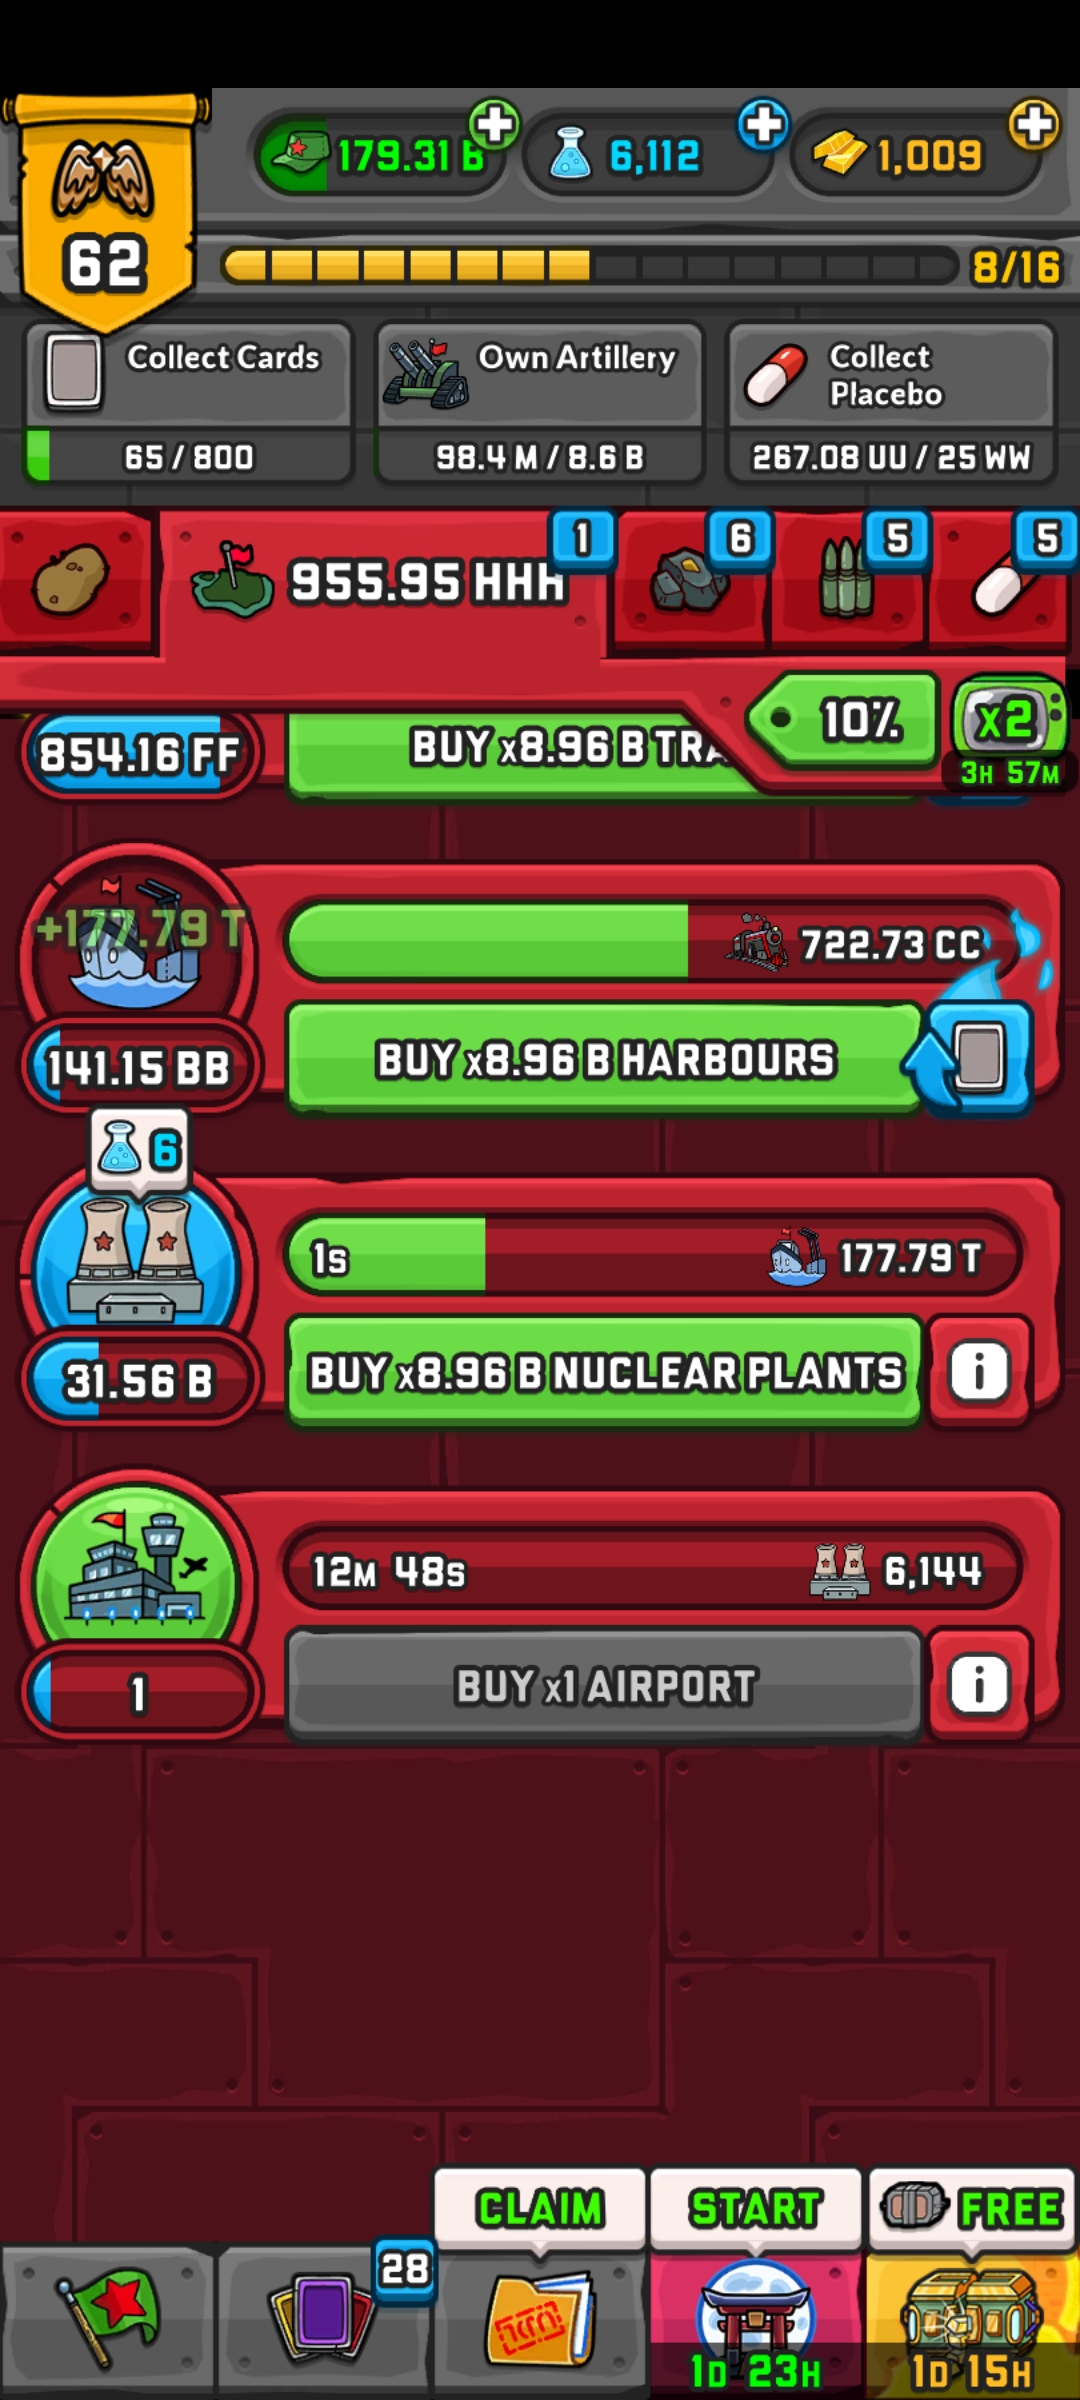 179.31 B
6,112
1,009
62
8/16
Collect Cards
65 / 800
Own Artillery
98.4 M / 8.6 B
Collect
Placebo
267.08 UU / 25 WW
955.95 HHH
1
6
5
5
10%
x2
3H 57M
854.16 FF
BUY x8.96 B TRA
+177.79 T
722.73 CC
141.15 BB
BUY x8.96 B HARBOURS
6
1s
177.79 T
31.56 B
BUY x8.96 B NUCLEAR PLANTS
i
12M 48s
6,144
1
BUY x1 AIRPORT
i
CLAIM
START
FREE
28
1D 23H
1D 15H